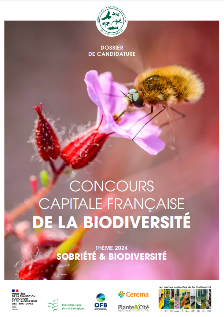 DOSSIER
DE CANDIDATURE
CONCOURS
CAPITALE FRANÇAISE
DE LA BIODIVERSITÉ
THÈME 2024
SOBRIÉTÉ & BIODIVERSITÉ
OFB
Cerema
Plante&Cité